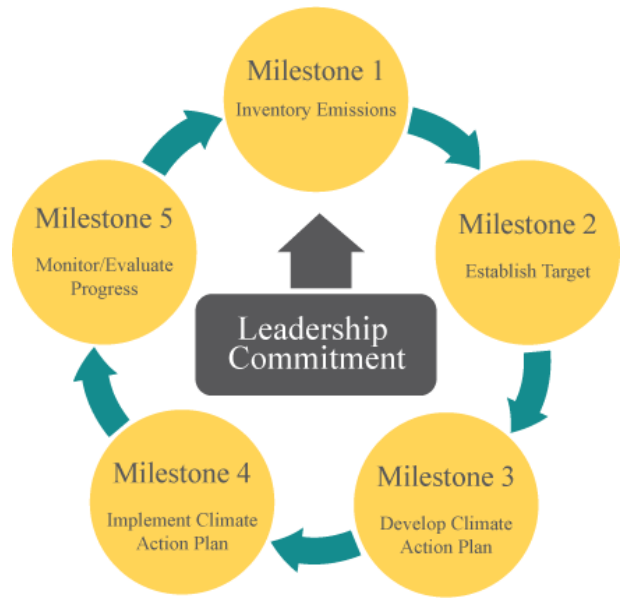 Milestone 1
Inventory Emissions
Milestone 2
Establish Target
Milestone 3
Develop Climate
Action Plan
Milestone 4
Implement Climate
Action Plan
Milestone 5
Monitor/Evaluate
Progress
Leadership
Commitment